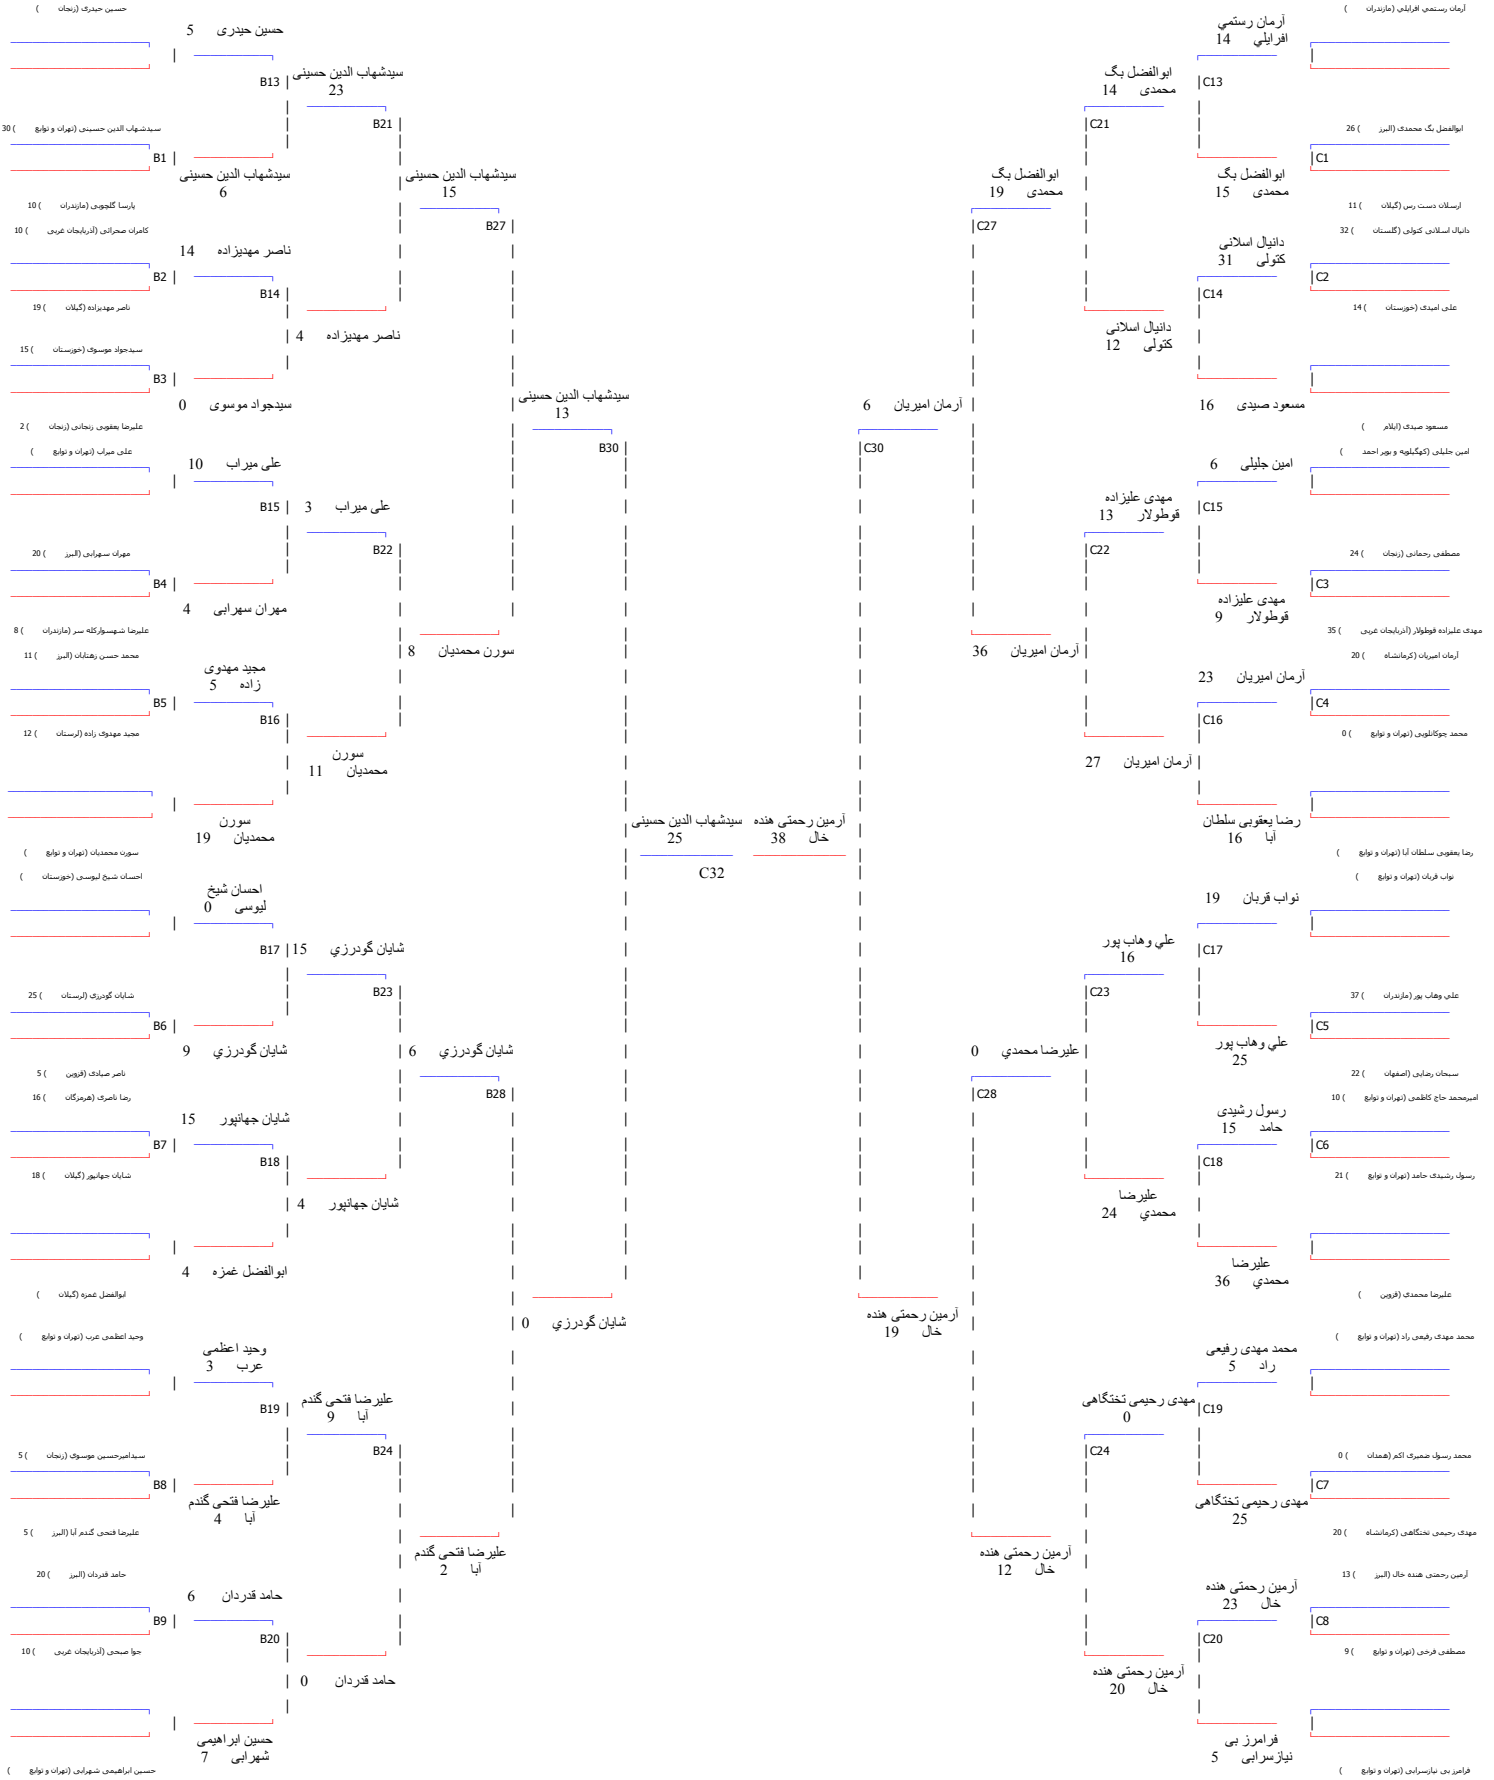 حسین حیدری (زنجان )
5 حسین حیدری
B13
سیدشهاب الدین حسینی
23
B21
سیدشهاب الدین حسینی (تهران و توابع ) 30
B1
سیدشهاب الدین حسینی
6
سیدشهاب الدین حسینی
15
B27
پارسا گلچوبی (مازندران ) 10
کامران صحرائی (آذربایجان غربی ) 10
14 ناصر مهدیزاده
B2
B14
ناصر مهدیزاده (گیلان ) 19
4 ناصر مهدیزاده
سیدجواد موسوی (خوزستان ) 15
B3
0 سیدجواد موسوی
سیدشهاب الدین حسینی
13
B30
علیرضا یعقوبی زنجانی (زنجان ) 2
علی میراب (تهران و توابع )
10 علی میراب
B15
3 علی میراب
B22
مهران سهرابی (البرز ) 20
B4
4 مهران سهرابی
علیرضا شهسوارکله سر (مازندران ) 8
محمد حسن زهتابان (البرز ) 11
8 سورن محمدیان
مجید مهدوی
زاده 5
B5
B16
مجید مهدوی زاده (لرستان ) 12
سورن
محمدیان 11
سورن
محمدیان 19
سورن محمدیان (تهران و توابع )
سیدشهاب الدین حسینی
25
C32
آرمین رحمتی هنده
خال 38
احسان شیخ لیوسی (خوزستان )
احسان شیخ
لیوسی 0
B17
15 شایان گودرزي
B23
شایان گودرزي (لرستان ) 25
B6
9 شایان گودرزي
6 شایان گودرزي
B28
ناصر صیادی (قزوین ) 5
رضا ناصری (هرمزگان ) 16
15 شایان جهانپور
B7
B18
شایان جهانپور (گیلان ) 18
4 شایان جهانپور
4 ابوالفضل غمزه
ابوالفضل غمزه (گیلان )
0 شایان گودرزي
وحید اعظمی عرب (تهران و توابع )
وحید اعظمی
عرب 3
B19
علیرضا فتحی گندم
آبا 9
B24
سیدامیرحسین موسوي (زنجان ) 5
B8
علیرضا فتحی گندم
آبا 4
علیرضا فتحی گندم آبا (البرز ) 5
علیرضا فتحی گندم
آبا 2
حامد قدردان (البرز ) 20
6 حامد قدردان
B9
B20
جوا صبحی (آذربایجان غربی ) 10
0 حامد قدردان
حسین ابراهیمی
شهرابی 7
حسین ابراهیمی شهرابی (تهران و توابع )
آرمان رستمي افرایلي (مازندران )
آرمان رستمي
افرایلي 14
C13
ابوالفضل بگ
محمدی 14
C21
ابوالفضل بگ محمدی (البرز ) 26
C1
ابوالفضل بگ
محمدی 15
ابوالفضل بگ
محمدی 19
C27
ارسلان دست رس (گیلان ) 11
دانیال اسلانی کتولی (گلستان ) 32
دانیال اسلانی
کتولی 31
C2
C14
علی امیدی (خوزستان ) 14
دانیال اسلانی
کتولی 12
16 مسعود صیدی
مسعود صیدی (ایلام )
6 آرمان امیریان
C30
امین جلیلی (کهگیلویه و بویر احمد )
6 امین جلیلی
C15
مهدی علیزاده
قوطولار 13
C22
مصطفی رحمانی (زنجان ) 24
C3
مهدی علیزاده
قوطولار 9
مهدی علیزاده قوطولار (آذربایجان غربی ) 35
36 آرمان امیریان
آرمان امیریان (کرمانشاه ) 20
23 آرمان امیریان
C4
C16
محمد چوکانلویی (تهران و توابع ) 0
27 آرمان امیریان
رضا یعقوبی سلطان
آبا 16
رضا یعقوبی سلطان آبا (تهران و توابع )
نواب قربان (تهران و توابع )
19 نواب قربان
C17
علي وهاب پور
16
C23
علي وهاب پور (مازندران ) 37
C5
علي وهاب پور
25
0 علیرضا محمدي
C28
سبحان رضایی (اصفهان ) 22
امیرمحمد حاج کاظمی (تهران و توابع ) 10
رسول رشیدی
حامد 15
C6
C18
رسول رشیدی حامد (تهران و توابع ) 21
علیرضا
محمدي 24
علیرضا
محمدي 36
علیرضا محمدي (قزوین )
آرمین رحمتی هنده
خال 19
محمد مهدی رفیعی راد (تهران و توابع )
محمد مهدی رفیعی
راد 5
C19
مهدی رحیمی تختگاهی
0
C24
محمد رسول ضمیری اکم (همدان ) 0
C7
مهدی رحیمی تختگاهی
25
مهدی رحیمی تختگاهی (کرمانشاه ) 20
آرمین رحمتی هنده
خال 12
آرمین رحمتی هنده خال (البرز ) 13
آرمین رحمتی هنده
خال 23
C8
C20
مصطفی فرخی (تهران و توابع ) 9
آرمین رحمتی هنده
خال 20
فرامرز بی
نیازسرابی 5
فرامرز بی نیازسرابی (تهران و توابع )